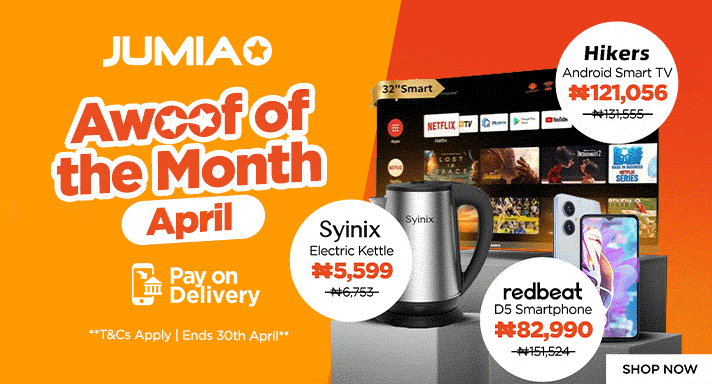 JUMIA
Awoof of
the Month
April
Pay on
Delivery
**T&Cs Apply | Ends 30th April**
32"Smart
Hikers
Android Smart TV
₦121,056
₦131,555
NETFLIX
Syinix
Electric Kettle
₦5,599
₦6,753
Syinix
redbeat
D5 Smartphone
₦82,990
₦151,524
SHOP NOW